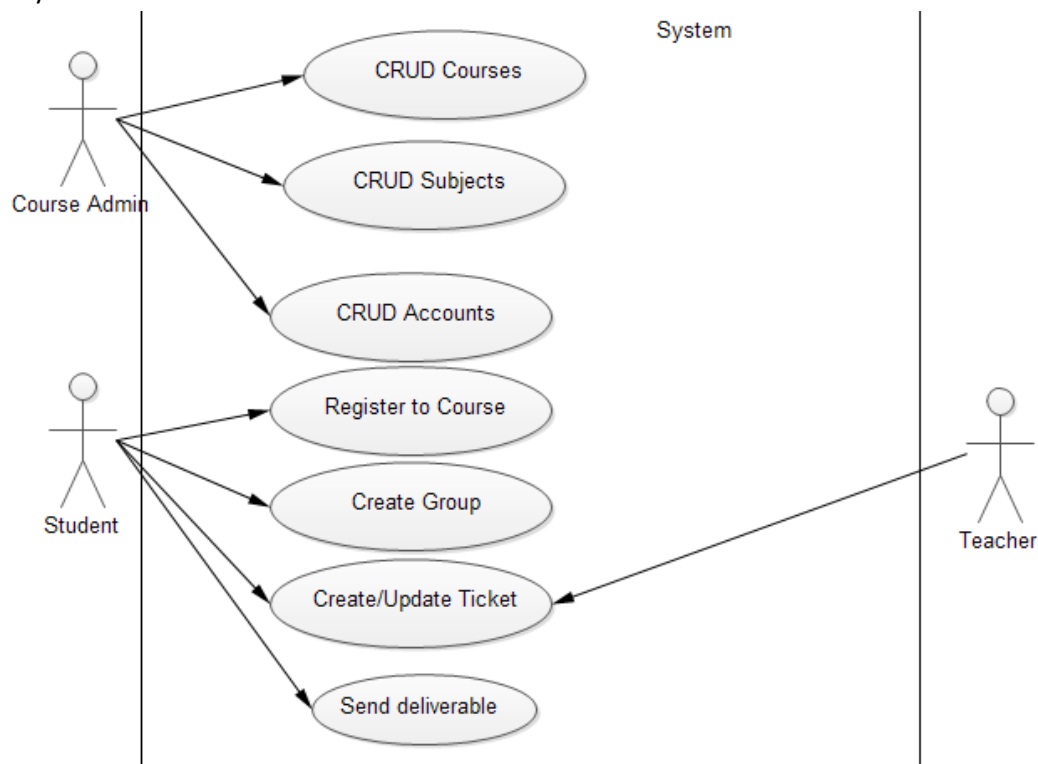 System
CRUD Courses
CRUD Subjects
Course Admin
CRUD Accounts
Register to Course
Create Group
Student
Teacher
Create/Update Ticket
Send deliverable